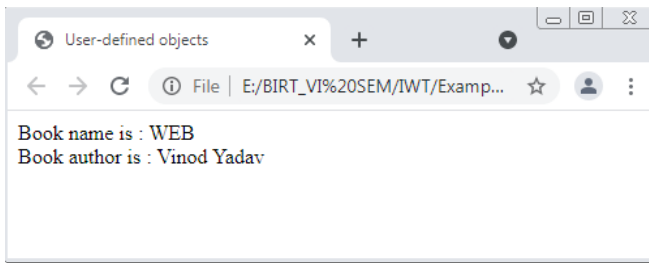 User-defined objects
File | E:/BIRT_VI%20SEM/IWT/Examp...
Book name is : WEB
Book author is : Vinod Yadav